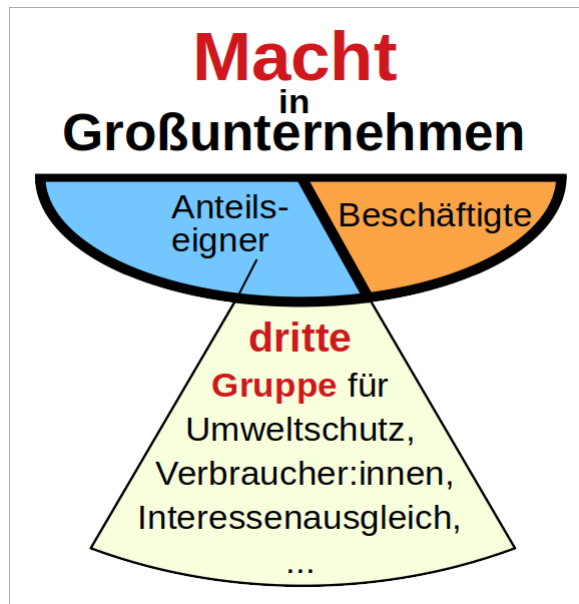 Macht
in
Großunternehmen
Anteils-
eigner
Beschäftigte
dritte
Gruppe für
Umweltschutz,
Verbraucher:innen,
Interessenausgleich,
...